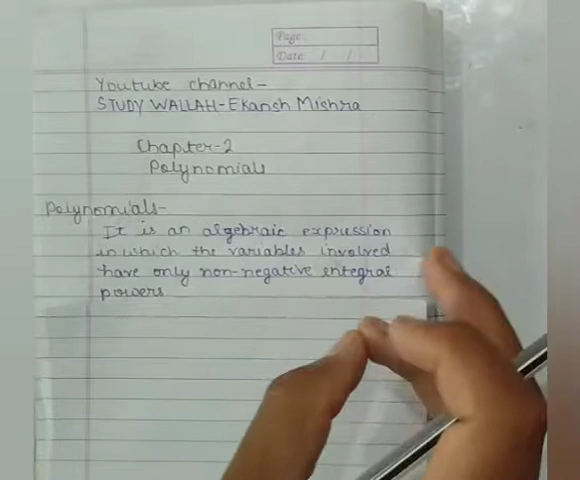 Page
Date / /
Youtube channel-
STUDY WALLAH-Ekansh Mishra
Chapter-2
Polynomials
Polynomials-
It is an algebraic expression
in which the variables involved
have only non-negative integral
powers